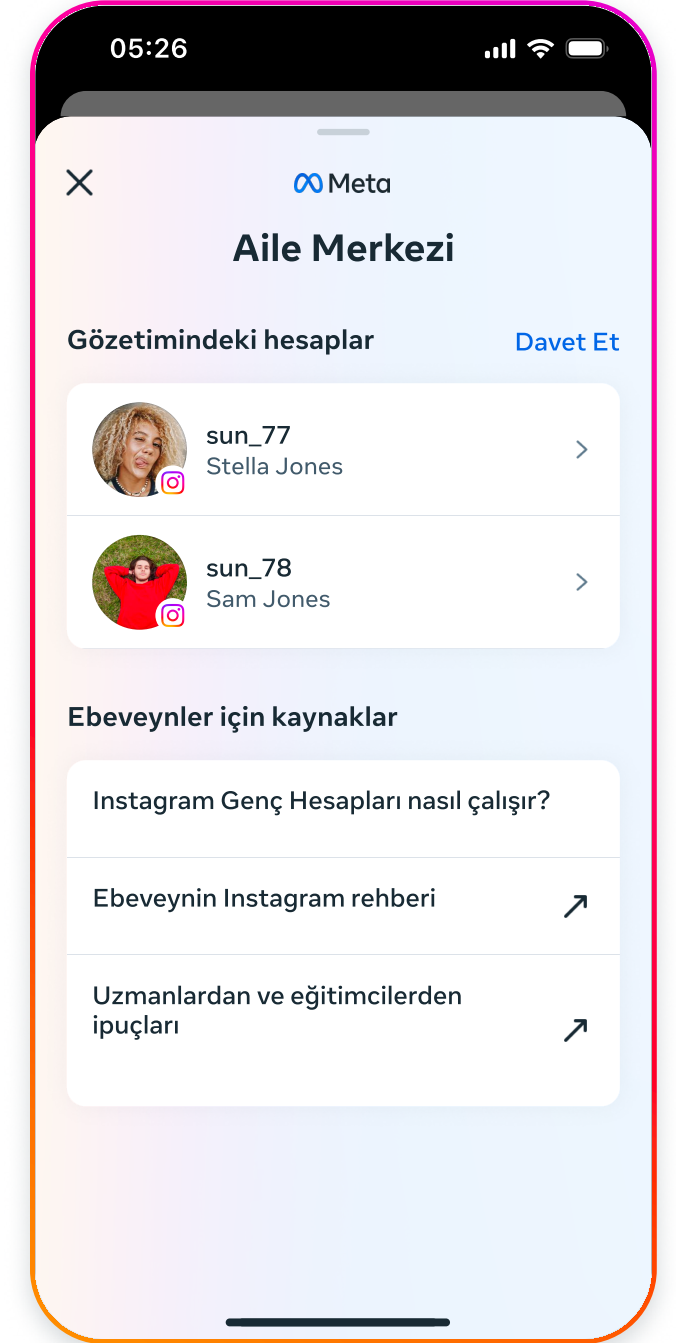 05:26
Meta
Aile Merkezi
Gözetimindeki hesaplar
Davet Et
sun_77
Stella Jones
sun_78
Sam Jones
Ebeveynler için kaynaklar
Instagram Genç Hesapları nasıl çalışır?
Ebeveynin Instagram rehberi
Uzmanlardan ve eğitimcilerden
ipuçları